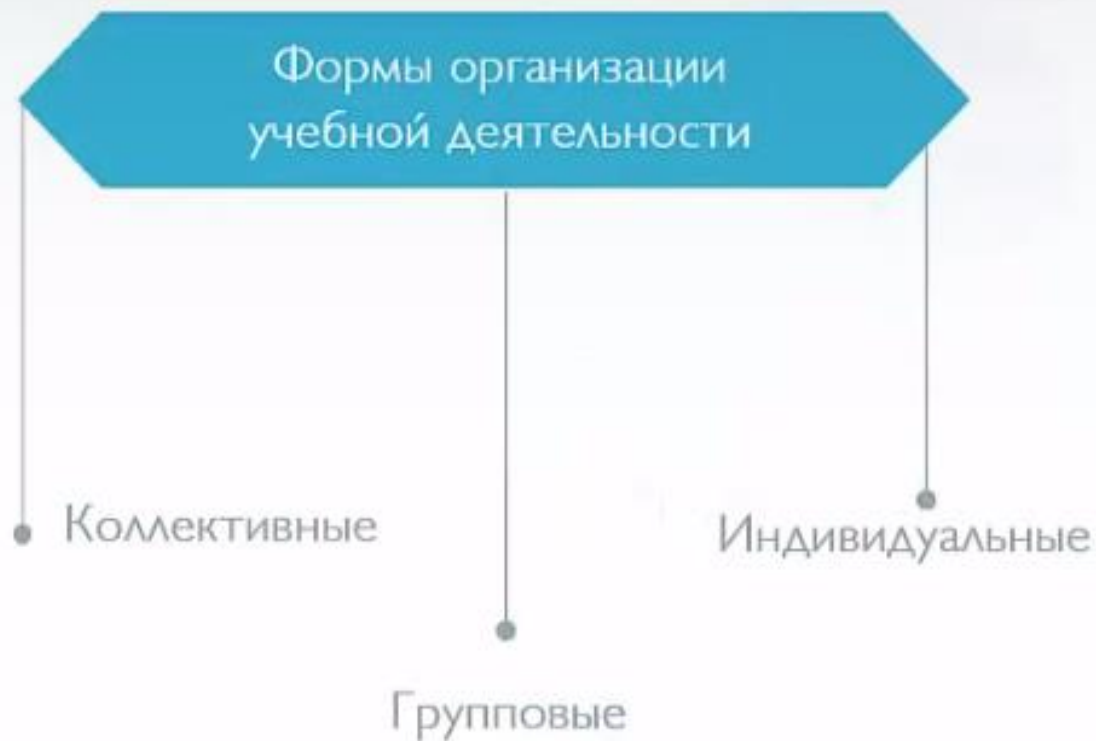 Формы организации
учебной деятельности
Коллективные
Индивидуальные
Групповые